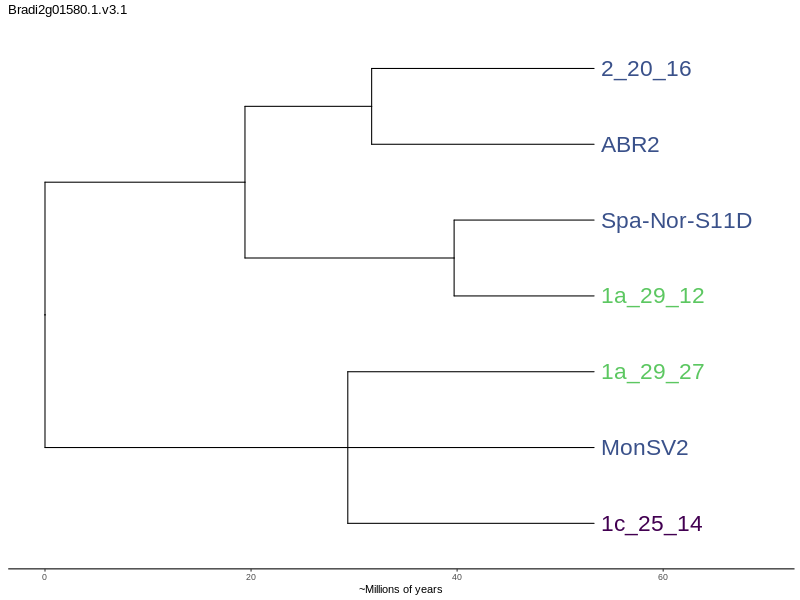 Bradi2g01580.1.v3.1
2_20_16
ABR2
Spa-Nor-S11D
1a_29_12
1a_29_27
MonSV2
1c_25_14
0 20 40 60
~Millions of years